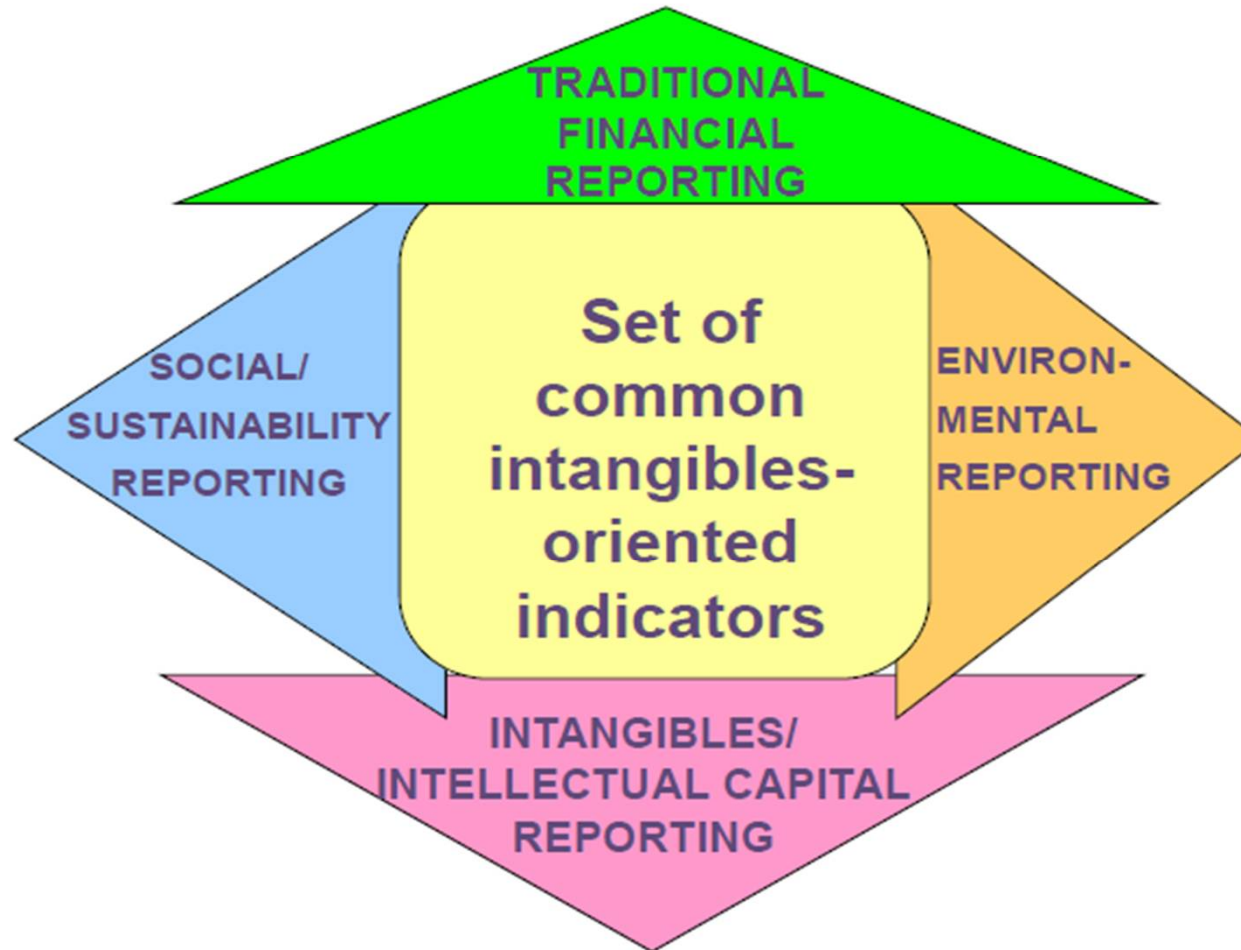 TRADITIONAL
FINANCIAL
REPORTING
SOCIAL/
SUSTAINABILITY
REPORTING
Set of
common
intangibles-
oriented
indicators
ENVIRON-
MENTAL
REPORTING
INTANGIBLES/
INTELLECTUAL CAPITAL
REPORTING